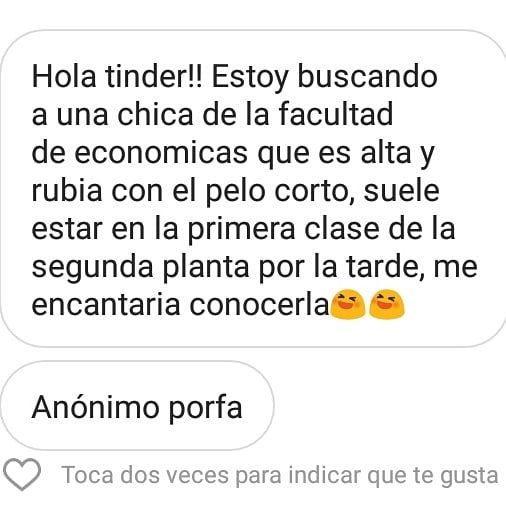 Hola tinder!! Estoy buscando
a una chica de la facultad
de economicas que es alta y
rubia con el pelo corto, suele
estar en la primera clase de la
segunda planta por la tarde, me
encantaria conocerla😆😆
Anónimo porfa
Toca dos veces para indicar que te gusta